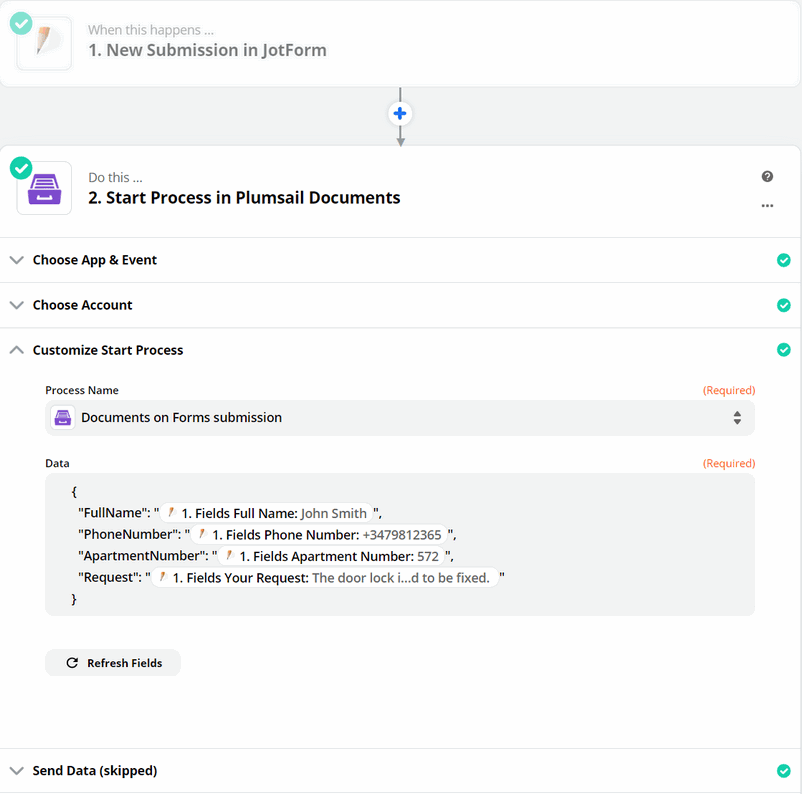 When this happens ...
1. New Submission in JotForm
Do this ...
2. Start Process in Plumsail Documents
Choose App & Event
Choose Account
Customize Start Process
Process Name (Required)
Documents on Forms submission
Data (Required)
{
"FullName": " 1. Fields Full Name: John Smith ",
"PhoneNumber": " 1. Fields Phone Number: +3479812365 ",
"ApartmentNumber": " 1. Fields Apartment Number: 572 ",
"Request": " 1. Fields Your Request: The door lock i...d to be fixed. "
}
Refresh Fields
Send Data (skipped)